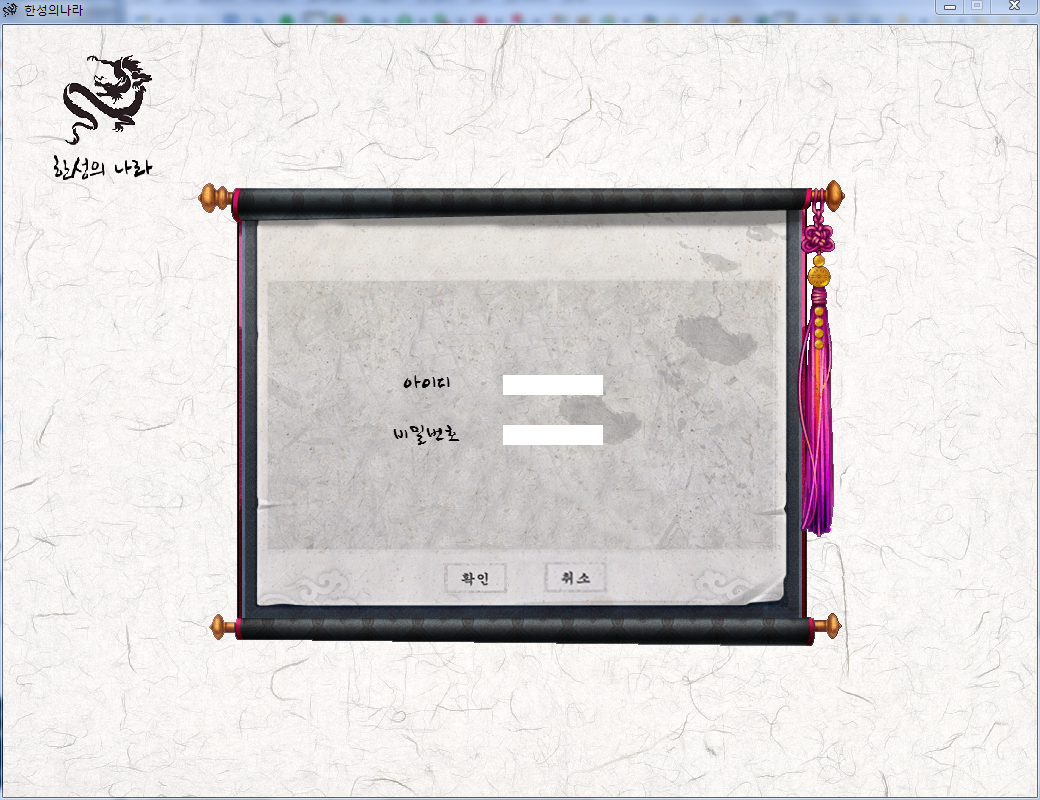 한성의나라
한성의 나라
아이디
비밀번호
확인 취소